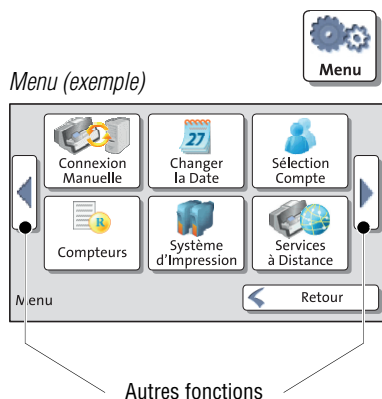 Menu
Menu (exemple)
Connexion
Manuelle
27
Changer
la Date
Sélection
Compte
R
Compteurs
Système
d'Impression
Services
à Distance
Menu
Retour
Autres fonctions